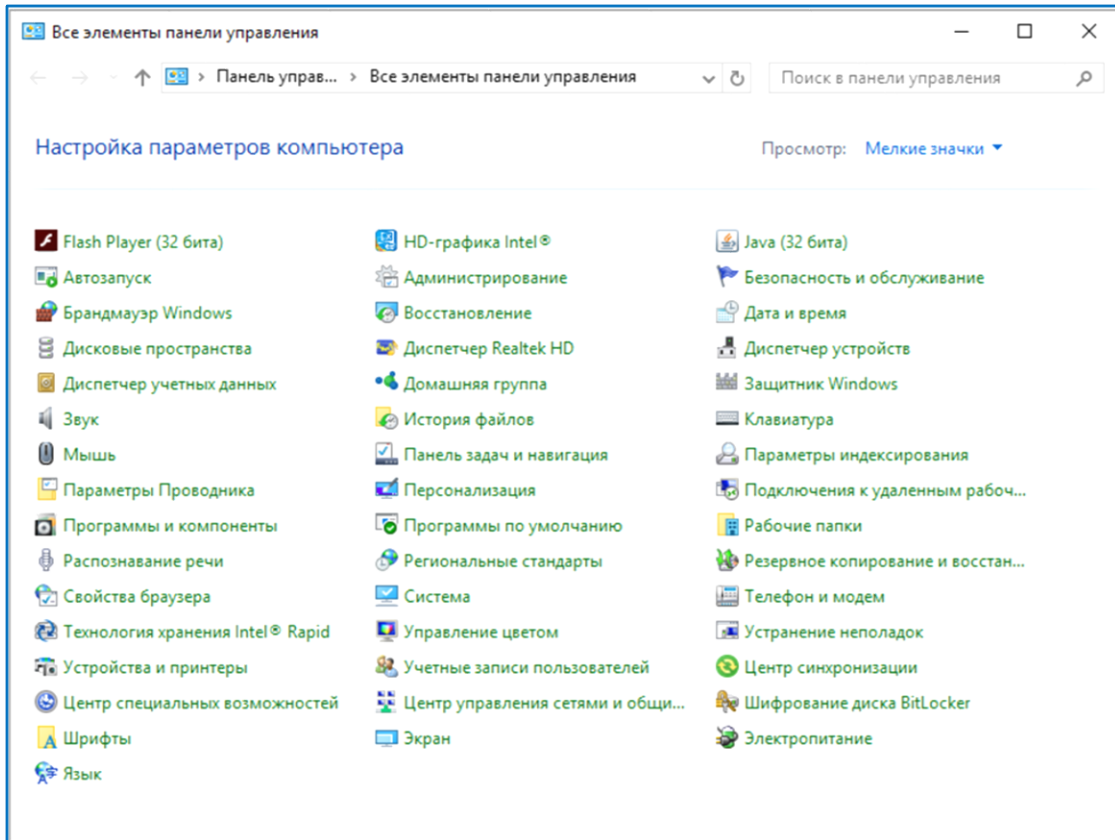 Все элементы панели управления
Панель управ... > Все элементы панели управления
Поиск в панели управления
Настройка параметров компьютера
Просмотр: Мелкие значки
Flash Player (32 бита)
HD-графика Intel®
Java (32 бита)
Автозапуск
Администрирование
Безопасность и обслуживание
Брандмауэр Windows
Восстановление
Дата и время
Дисковые пространства
Диспетчер Realtek HD
Диспетчер устройств
Диспетчер учетных данных
Домашняя группа
Защитник Windows
Звук
История файлов
Клавиатура
Мышь
Панель задач и навигация
Параметры индексирования
Параметры Проводника
Персонализация
Подключения к удаленным рабоч...
Программы и компоненты
Программы по умолчанию
Рабочие папки
Распознавание речи
Региональные стандарты
Резервное копирование и восстан...
Свойства браузера
Система
Телефон и модем
Технология хранения Intel® Rapid
Управление цветом
Устранение неполадок
Устройства и принтеры
Учетные записи пользователей
Центр синхронизации
Центр специальных возможностей
Центр управления сетями и общи...
Шифрование диска BitLocker
Шрифты
Экран
Электропитание
Язык